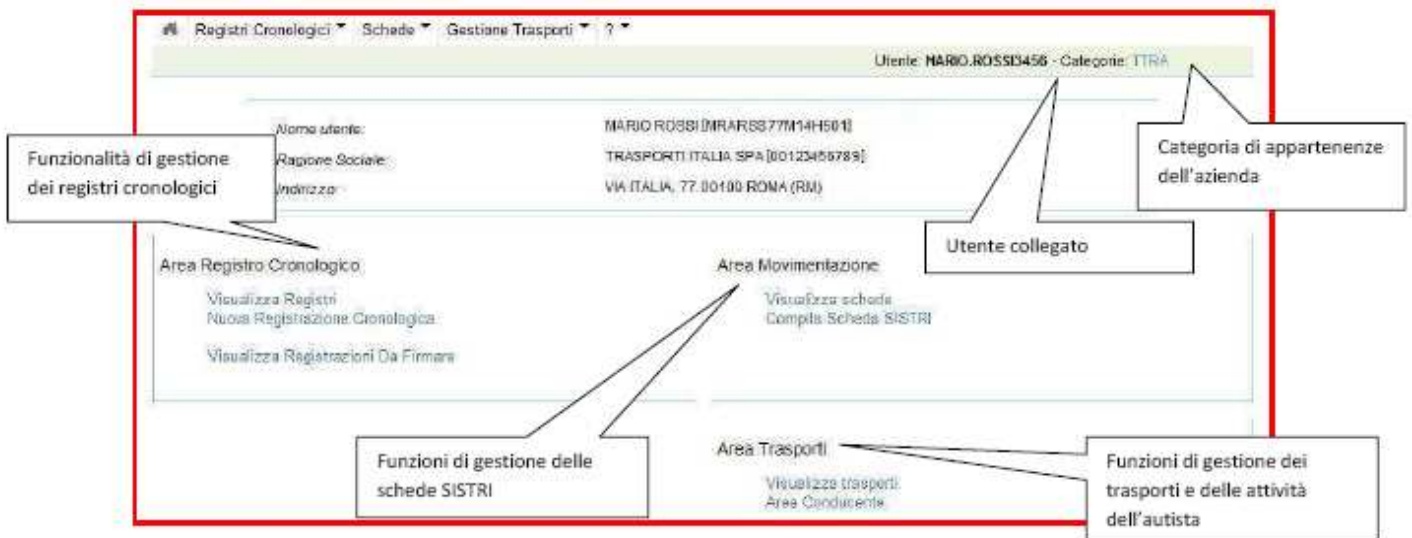 Registri Cronologici Schede Gestione Trasporti ?
Utente: MARIO.ROSSI3456 - Categorie: TTRA
Nome utente: MARIO ROSSI [MRARSS77M14H501]
Ragione Sociale: TRASPORTI ITALIA SPA [00123456789]
Indirizzo: VIA ITALIA, 77 00100 ROMA (RM)
Funzionalità di gestione
dei registri cronologici
Categoria di appartenenze
dell'azienda
Utente collegato
Area Registro Cronologico
Visualizza Registri
Nuova Registrazione Cronologica
Visualizza Registrazioni Da Firmare
Area Movimentazione
Visualizza schede
Compila Scheda SISTRI
Funzioni di gestione delle
schede SISTRI
Area Trasporti
Visualizza trasporti
Area Conducente
Funzioni di gestione dei
trasporti e delle attività
dell'autista